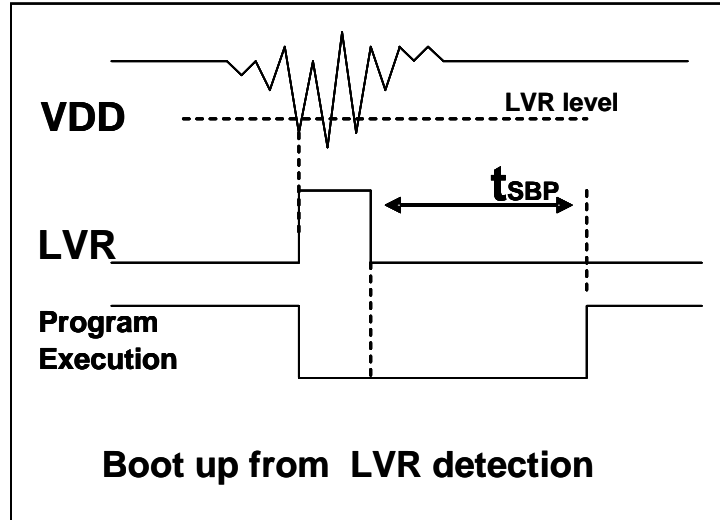 LVR level
VDD
tSBP
LVR
Program
Execution
Boot up from LVR detection